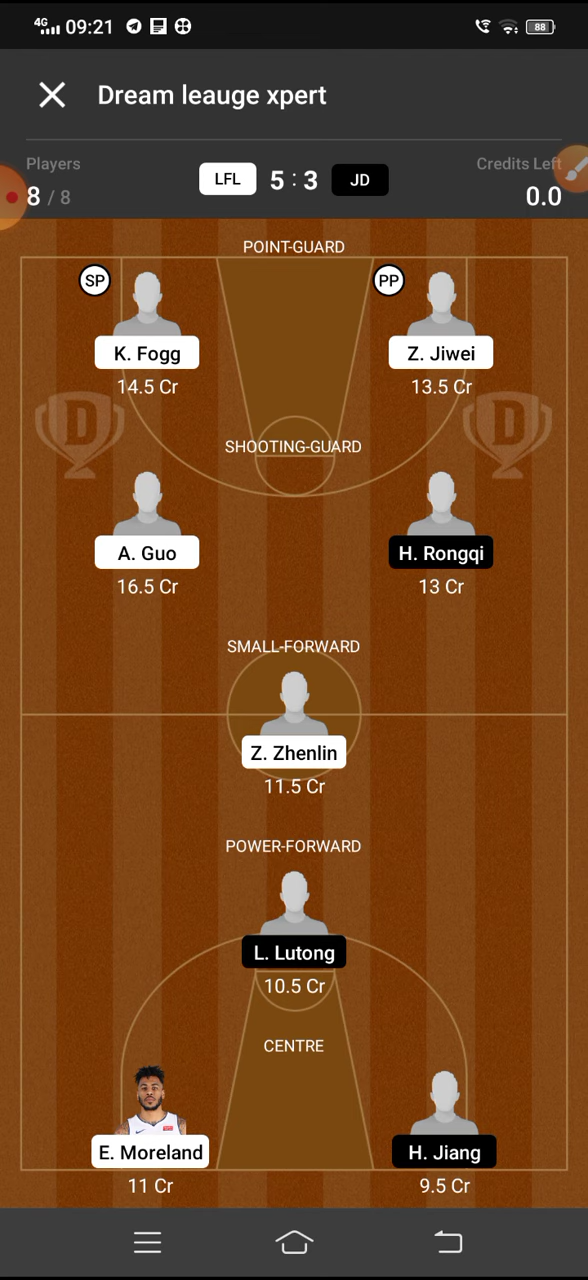 4G 09:21 88
Dream leauge xpert
Players
8 / 8
LFL 5 : 3 JD
Credits Left
0.0
POINT-GUARD
SP PP
K. Fogg Z. Jiwei
14.5 Cr 13.5 Cr
D D
SHOOTING-GUARD
A. Guo H. Rongqi
16.5 Cr 13 Cr
SMALL-FORWARD
Z. Zhenlin
11.5 Cr
POWER-FORWARD
L. Lutong
10.5 Cr
CENTRE
E. Moreland H. Jiang
11 Cr 9.5 Cr